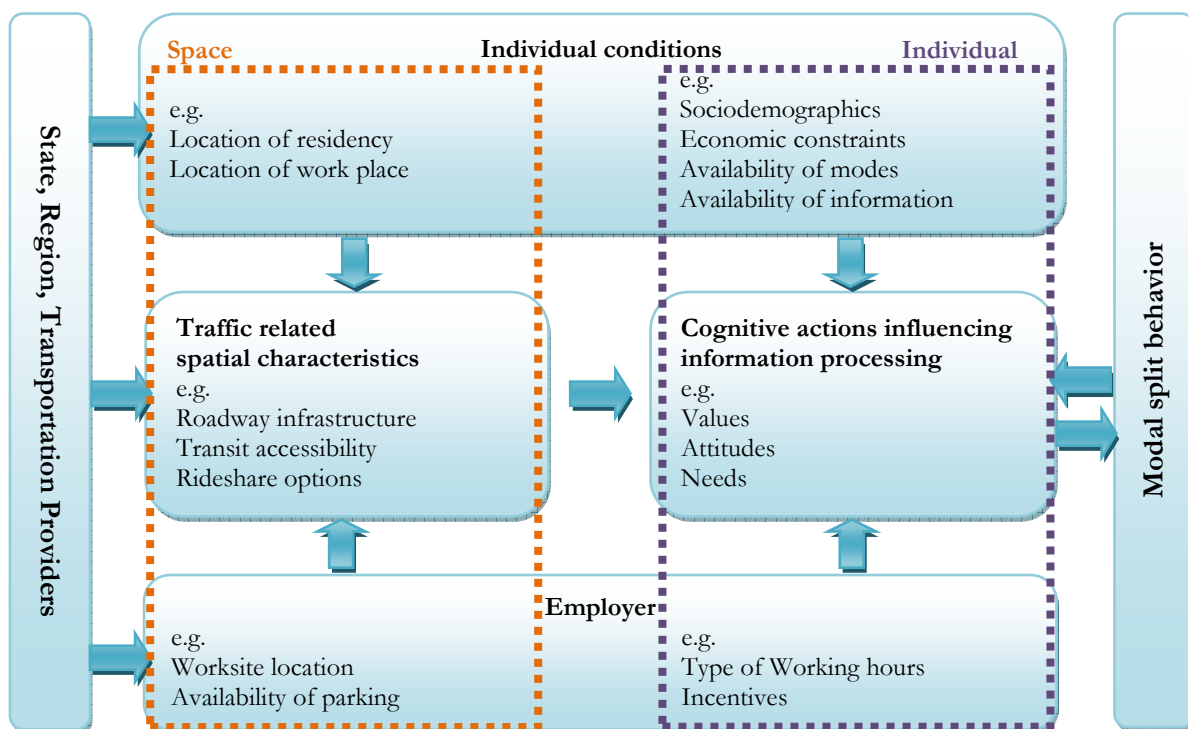 State, Region, Transportation Providers
Individual conditions
Space
Individual
e.g.
Location of residency
Location of work place
e.g.
Sociodemographics
Economic constraints
Availability of modes
Availability of information
Traffic related
spatial characteristics
e.g.
Roadway infrastructure
Transit accessibility
Rideshare options
Cognitive actions influencing
information processing
e.g.
Values
Attitudes
Needs
Employer
e.g.
Worksite location
Availability of parking
e.g.
Type of Working hours
Incentives
Modal split behavior